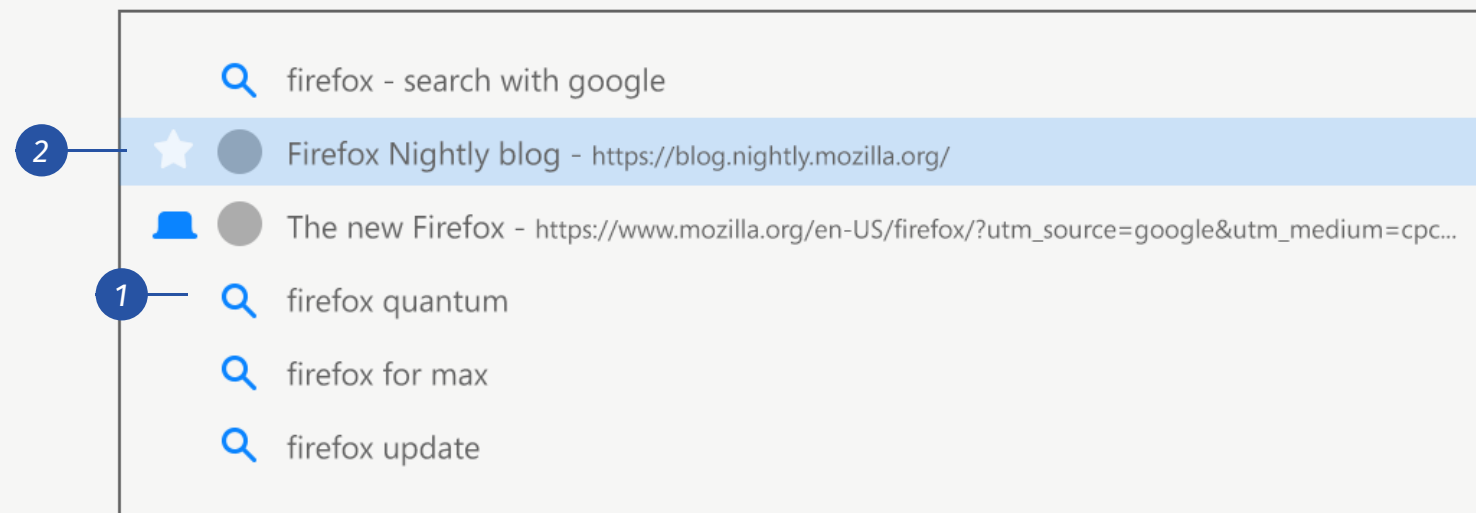 firefox - search with google
2 Firefox Nightly blog - https://blog.nightly.mozilla.org/
The new Firefox - https://www.mozilla.org/en-US/firefox/?utm_source=google&utm_medium=cpc...
1 firefox quantum
firefox for max
firefox update